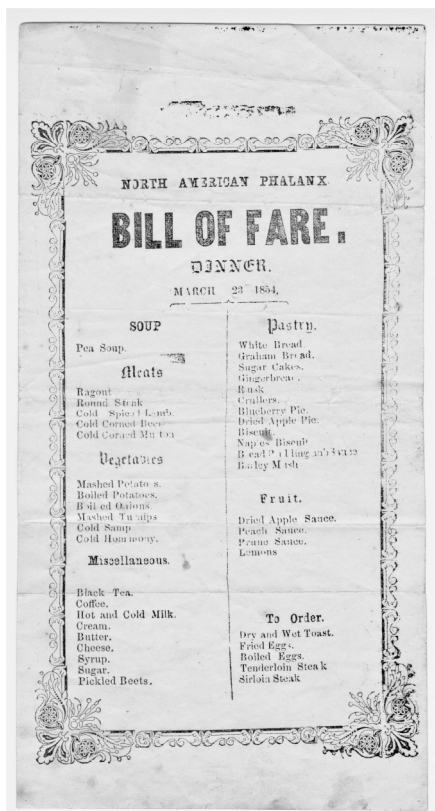 NORTH AMERICAN PHALANX
BILL OF FARE.
DINNER.
MARCH 23 1854.
SOUP
Pea Soup.
Meats
Ragout
Round Steak
Cold Spiced Lamb.
Cold Corned Beef
Cold Corned Mutton
Vegetables
Mashed Potatoes.
Boiled Potatoes.
Boiled Onions.
Mashed Turnips
Cold Samp
Cold Hommony.
Miscellaneous.
Black Tea.
Coffee.
Hot and Cold Milk.
Cream.
Butter.
Cheese.
Syrup.
Sugar.
Pickled Beets.
Pastry.
White Bread.
Graham Bread.
Sugar Cakes.
Gingerbread.
Rusk
Crullers.
Blueberry Pie.
Dried Apple Pie.
Biscuit.
Naples Biscuit
Bread Pudding and Sauce
Barley Mush
Fruit.
Dried Apple Sauce.
Peach Sauce.
Prune Sauce.
Lemons
To Order.
Dry and Wet Toast.
Fried Eggs.
Boiled Eggs.
Tenderloin Steak
Sirloin Steak